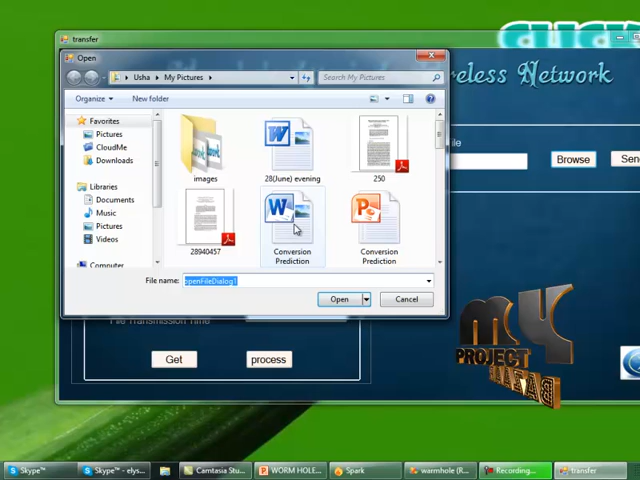 transfer
Open
Usha
My Pictures
Search My Pictures
reless Network
Organize
New folder
Favorites
Pictures
CloudMe
Downloads
Libraries
Documents
Music
Pictures
Videos
Computer
images
28(June) evening
250
28940457
Conversion Prediction
Conversion Prediction
File name:
openFileDialog1
Open
Cancel
ile
Browse
Sen
File Transmission Time
Get
process
MY
PROJECT
Skype™
Skype™ - elys...
Camtasia Stu...
WORM HOLE...
Spark
warmhole (R...
Recording...
transfer